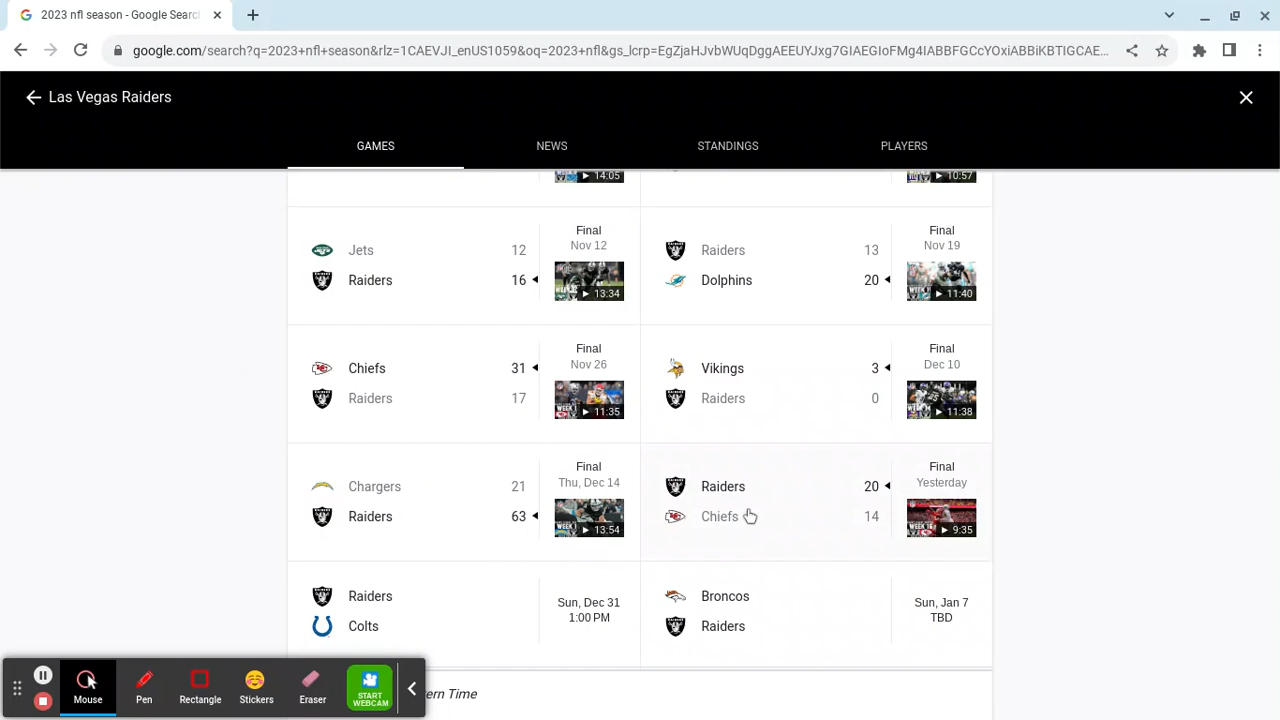 2023 nfl season - Google Searc
google.com/search?q=2023+nfl+season&rlz=1CAEVJI_enUS1059&oq=2023+nfl&gs_lcrp=EgZjaHJvbWUqDggAEEUYJxg7GIAEGIoFMg4IABBFGCcYOxiABBiKBTIGCAE...
Las Vegas Raiders
GAMES NEWS STANDINGS PLAYERS
14:05
10:57
Jets 12
Raiders 16
Final
Nov 12
13:34
Raiders 13
Dolphins 20
Final
Nov 19
11:40
Chiefs 31
Raiders 17
Final
Nov 26
11:35
Vikings 3
Raiders 0
Final
Dec 10
11:38
Chargers 21
Raiders 63
Final
Thu, Dec 14
13:54
Raiders 20
Chiefs 14
Final
Yesterday
9:35
Raiders
Colts
Sun, Dec 31
1:00 PM
Broncos
Raiders
Sun, Jan 7
TBD
ern Time
Mouse Pen Rectangle Stickers Eraser START
WEBCAM